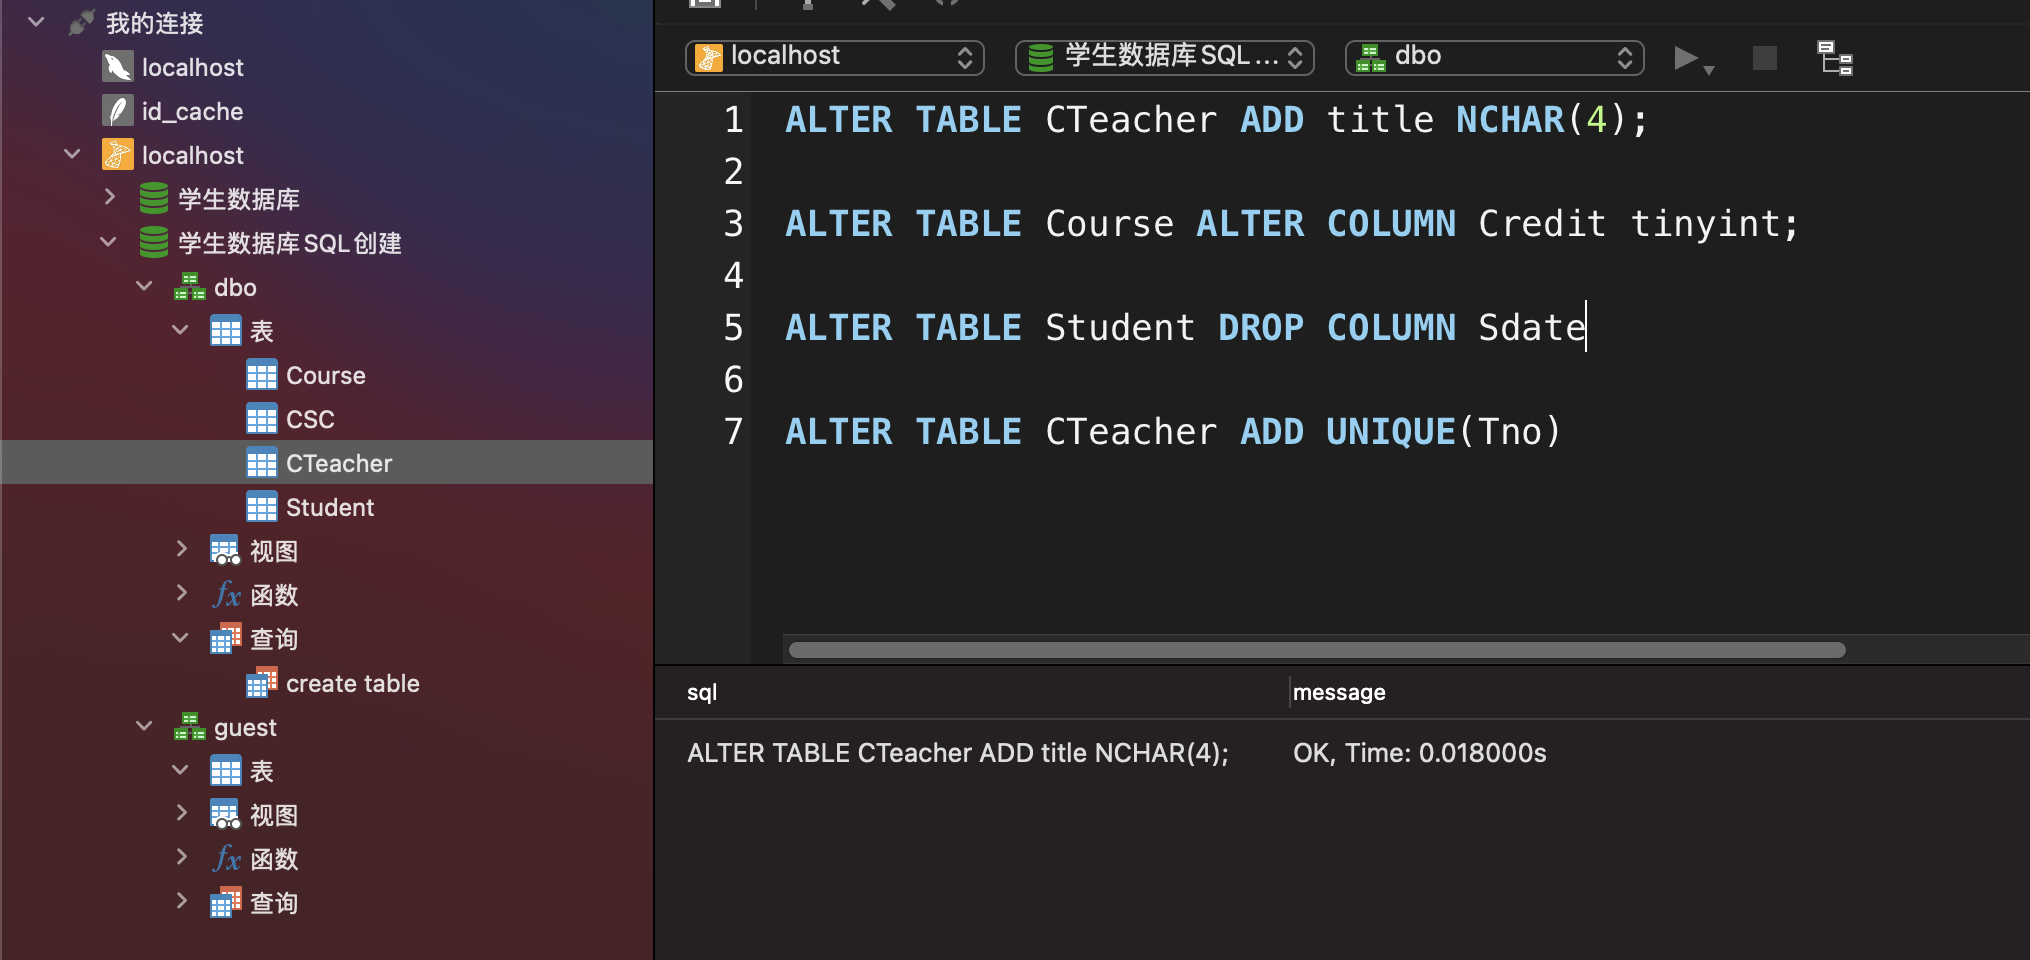 我的连接
localhost
id_cache
localhost
学生数据库
学生数据库SQL创建
dbo
表
Course
CSC
CTeacher
Student
视图
fx 函数
查询
create table
guest
表
视图
fx 函数
查询
localhost
学生数据库SQL...
dbo
1 ALTER TABLE CTeacher ADD title NCHAR(4);
2
3 ALTER TABLE Course ALTER COLUMN Credit tinyint;
4
5 ALTER TABLE Student DROP COLUMN Sdate
6
7 ALTER TABLE CTeacher ADD UNIQUE(Tno)
sql message
ALTER TABLE CTeacher ADD title NCHAR(4); OK, Time: 0.018000s